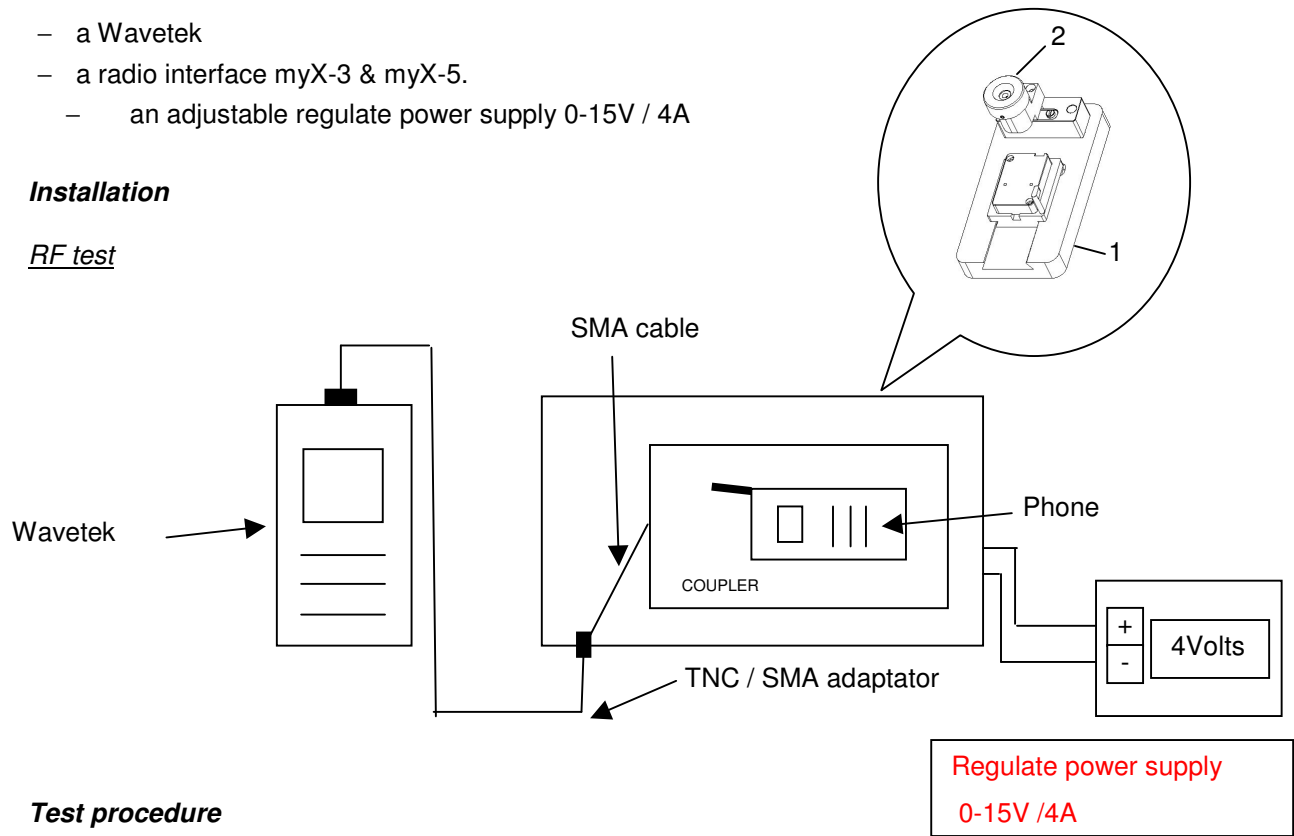 – a Wavetek
– a radio interface myX-3 & myX-5.
– an adjustable regulate power supply 0-15V / 4A
Installation
RF test
2
1
SMA cable
Wavetek
Phone
COUPLER
+
-
4Volts
TNC / SMA adaptator
Regulate power supply
0-15V /4A
Test procedure